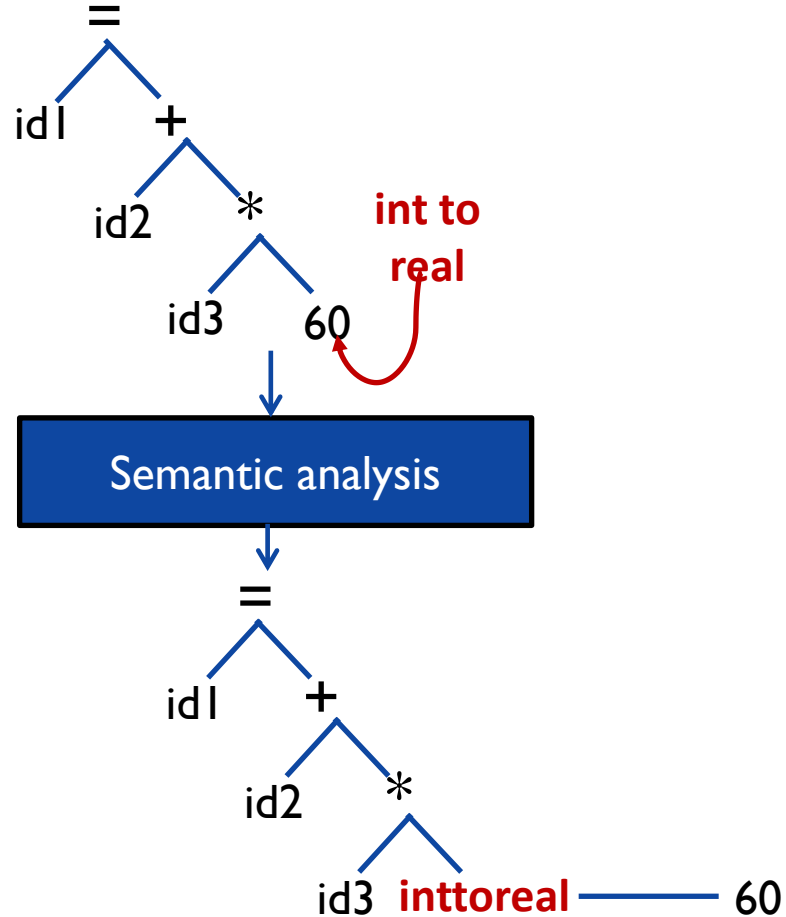 =
id1 +
id2 *
int to
real
id3 60
Semantic analysis
=
id1 +
id2 *
id3 inttoreal 60